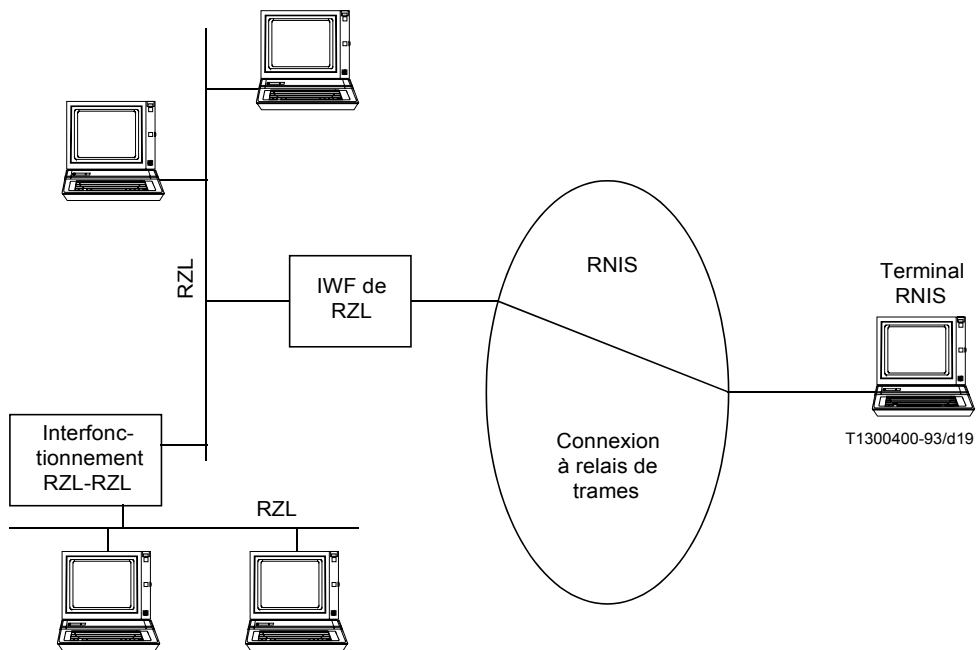 RZL
IWF de
RZL
RNIS
Terminal
RNIS
T1300400-93/d19
Connexion
à relais de
trames
Interfonc-
tionnement
RZL-RZL
RZL